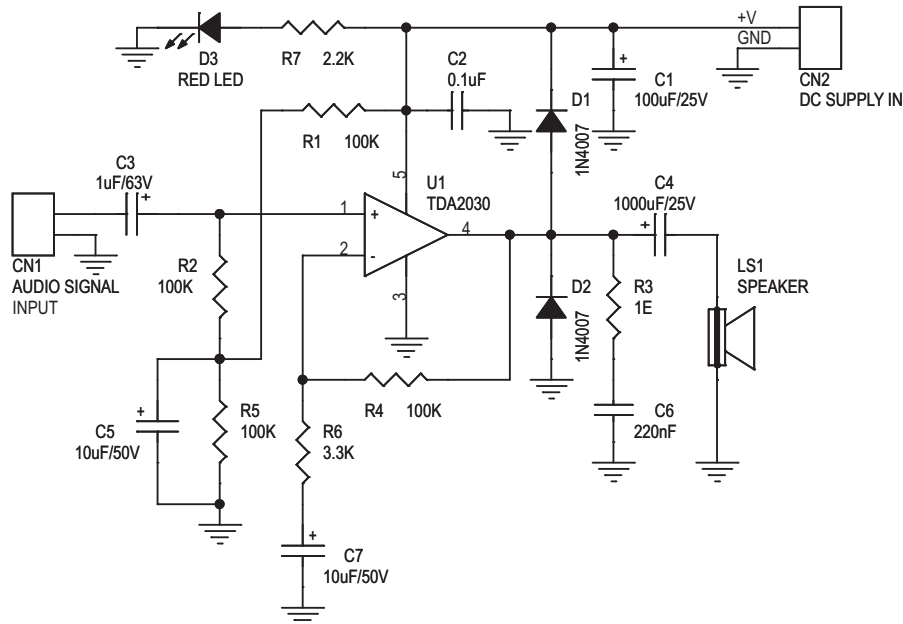 +V
GND
CN2
DC SUPPLY IN
D3
RED LED
R7 2.2K
C2
0.1uF
+
C1
100uF/25V
D1
1N4007
R1 100K
C3
1uF/63V
+
5
U1
TDA2030
1
+
2
-
4
3
C4
1000uF/25V
+
CN1
AUDIO SIGNAL
INPUT
R2
100K
D2
1N4007
R3
1E
LS1
SPEAKER
R4 100K
+
C5
10uF/50V
R5
100K
R6
3.3K
C6
220nF
+
C7
10uF/50V